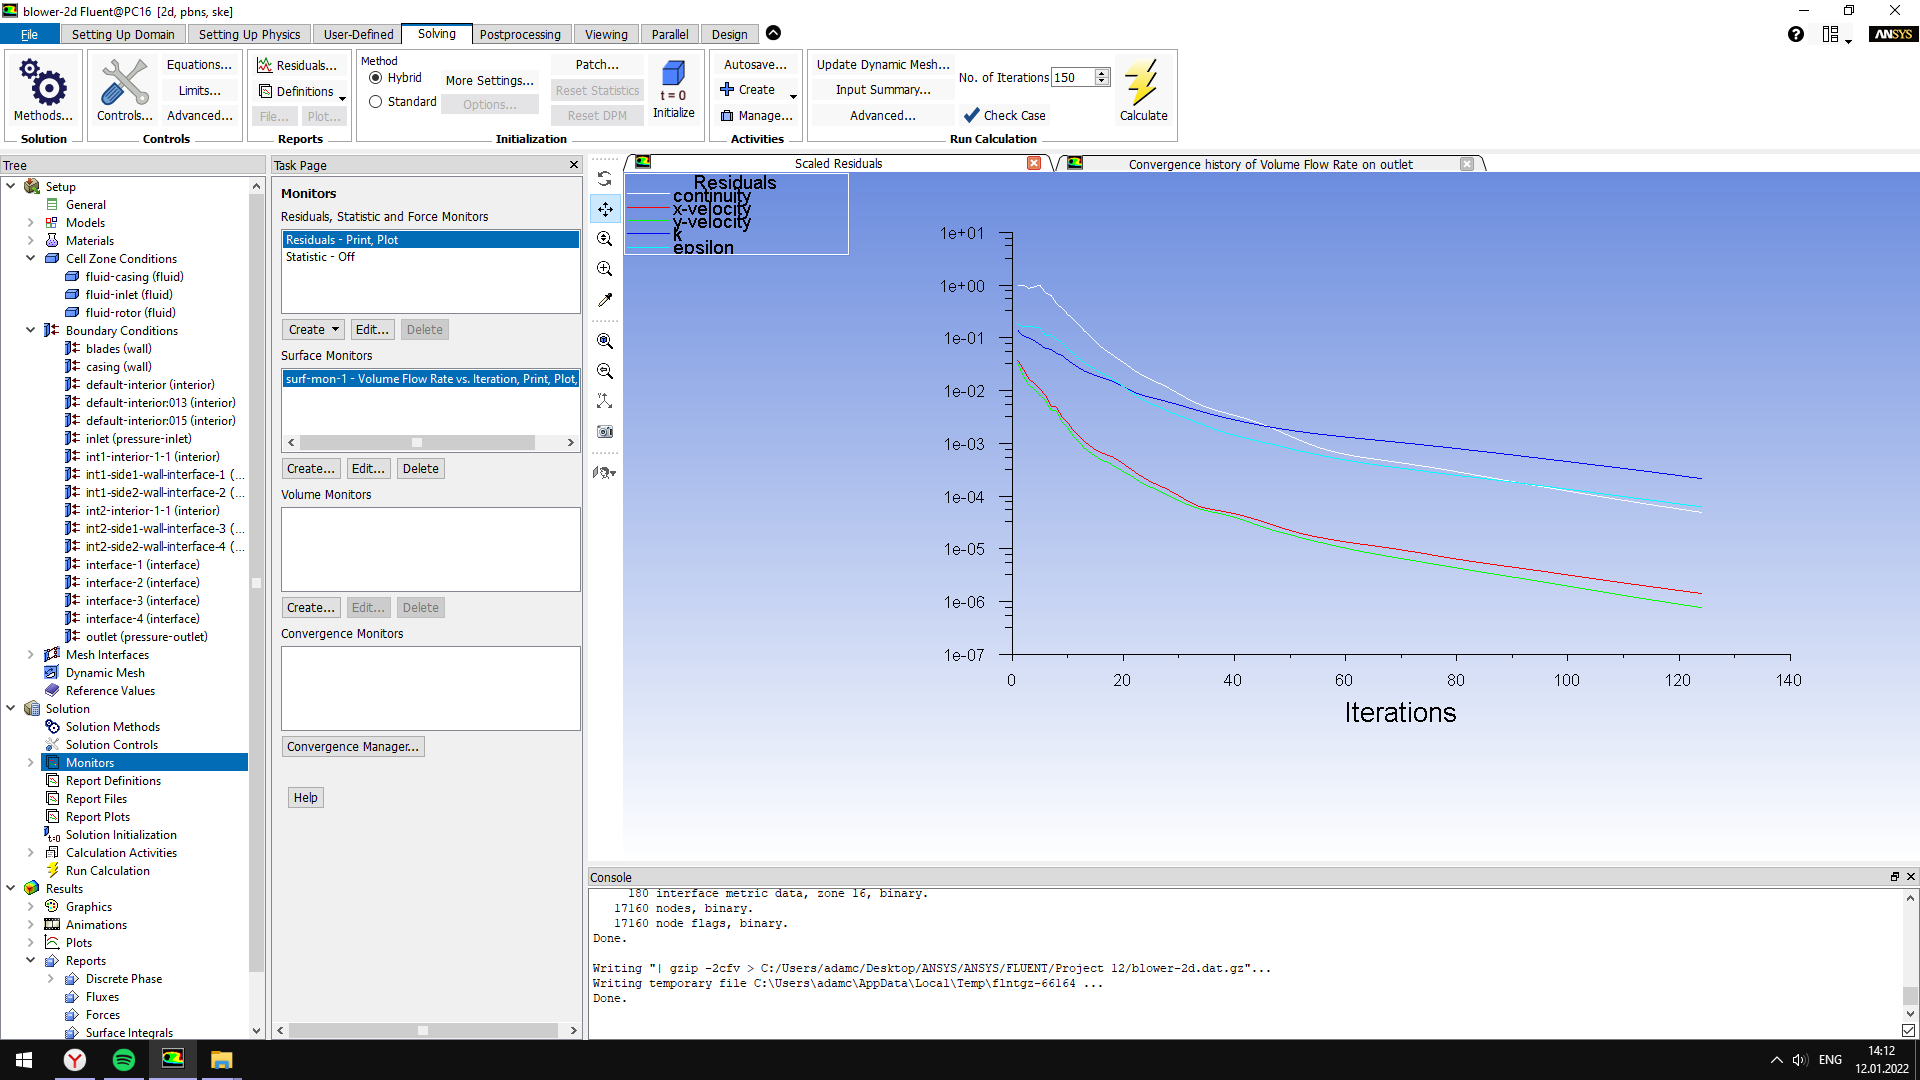 blower-2d Fluent@PC16 [2d, pbns, ske]
File Setting Up Domain Setting Up Physics User-Defined Solving Postprocessing Viewing Parallel Design
ANSYS
Methods...
Solution
Controls...
Equations...
Limits...
Advanced...
Controls
Residuals...
Definitions
File... Plot...
Reports
Method
Hybrid
Standard
More Settings...
Options...
Patch...
Reset Statistics
Reset DPM
t = 0
Initialize
Initialization
Autosave...
Create
Manage...
Activities
Update Dynamic Mesh...
Input Summary...
Advanced...
No. of Iterations 150
Check Case
Calculate
Run Calculation
Tree
Setup
General
Models
Materials
Cell Zone Conditions
fluid-casing (fluid)
fluid-inlet (fluid)
fluid-rotor (fluid)
Boundary Conditions
blades (wall)
casing (wall)
default-interior (interior)
default-interior:013 (interior)
default-interior:015 (interior)
inlet (pressure-inlet)
int1-interior-1-1 (interior)
int1-side1-wall-interface-1 (...
int1-side2-wall-interface-2 (...
int2-interior-1-1 (interior)
int2-side1-wall-interface-3 (...
int2-side2-wall-interface-4 (...
interface-1 (interface)
interface-2 (interface)
interface-3 (interface)
interface-4 (interface)
outlet (pressure-outlet)
Mesh Interfaces
Dynamic Mesh
Reference Values
Solution
Solution Methods
Solution Controls
Monitors
Report Definitions
Report Files
Report Plots
t=0 Solution Initialization
Calculation Activities
Run Calculation
Results
Graphics
Animations
Plots
Reports
Discrete Phase
Fluxes
Forces
Surface Integrals
Task Page
Monitors
Residuals, Statistic and Force Monitors
Residuals - Print, Plot
Statistic - Off
Create Edit... Delete
Surface Monitors
surf-mon-1 - Volume Flow Rate vs. Iteration, Print, Plot,
Create... Edit... Delete
Volume Monitors
Create... Edit... Delete
Convergence Monitors
Convergence Manager...
Help
Scaled Residuals
Convergence history of Volume Flow Rate on outlet
Residuals
continuity
x-velocity
y-velocity
k
epsilon
1e+01
1e+00
1e-01
1e-02
1e-03
1e-04
1e-05
1e-06
1e-07
0 20 40 60 80 100 120 140
Iterations
Console
180 interface metric data, zone 16, binary.
17160 nodes, binary.
17160 node flags, binary.
Done.
Writing "| gzip -2cfv > C:/Users/adamc/Desktop/ANSYS/ANSYS/FLUENT/Project 12/blower-2d.dat.gz"...
Writing temporary file C:\Users\adamc\AppData\Local\Temp\flntgz-66164 ...
Done.
ENG
14:12
12.01.2022